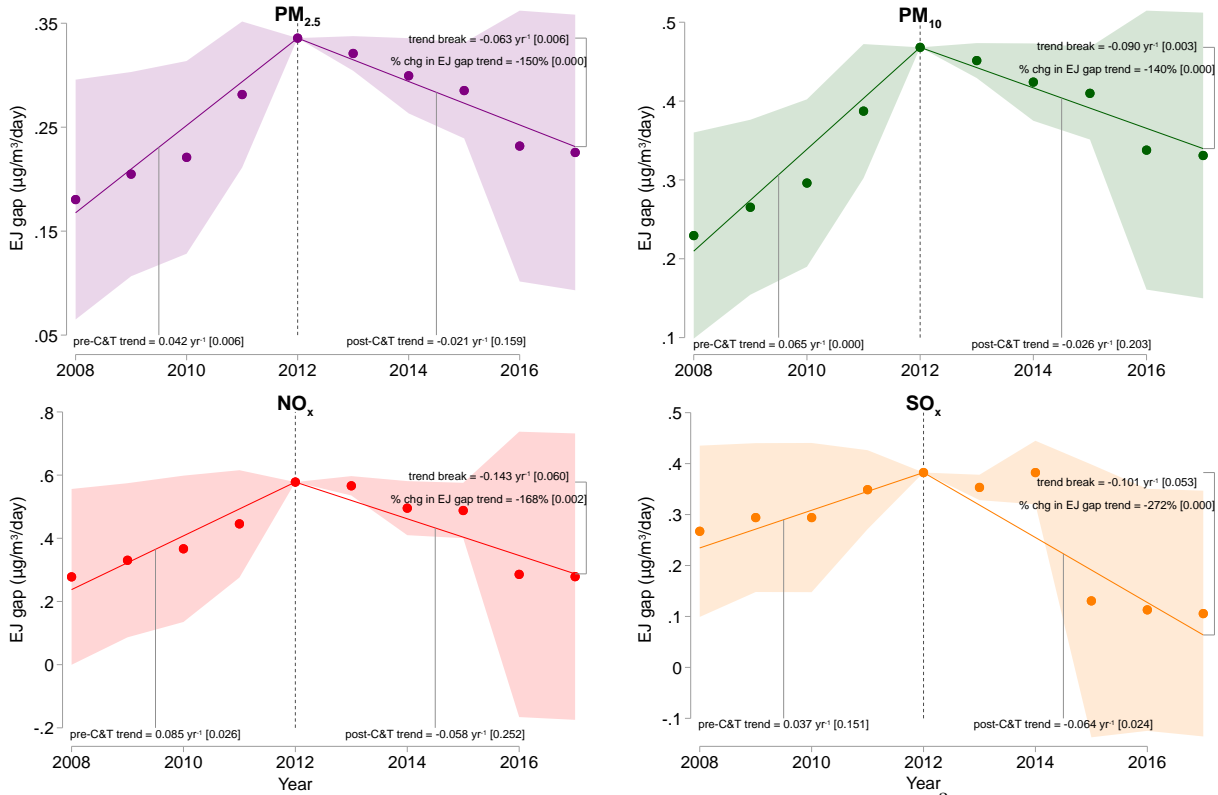 PM2.5
EJ gap (µg/m³/day)
.35
.25
.15
.05
trend break = -0.063 yr⁻¹ [0.006]
% chg in EJ gap trend = -150% [0.000]
pre-C&T trend = 0.042 yr⁻¹ [0.006]
post-C&T trend = -0.021 yr⁻¹ [0.159]
2008 2010 2012 2014 2016
PM10
EJ gap (µg/m³/day)
.5
.4
.3
.2
.1
trend break = -0.090 yr⁻¹ [0.003]
% chg in EJ gap trend = -140% [0.000]
pre-C&T trend = 0.065 yr⁻¹ [0.000]
post-C&T trend = -0.026 yr⁻¹ [0.203]
2008 2010 2012 2014 2016
NOx
EJ gap (µg/m³/day)
.8
.6
.4
.2
0
-.2
trend break = -0.143 yr⁻¹ [0.060]
% chg in EJ gap trend = -168% [0.002]
pre-C&T trend = 0.085 yr⁻¹ [0.026]
post-C&T trend = -0.058 yr⁻¹ [0.252]
2008 2010 2012 2014 2016
Year
SOx
EJ gap (µg/m³/day)
.5
.4
.3
.2
.1
0
-.1
trend break = -0.101 yr⁻¹ [0.053]
% chg in EJ gap trend = -272% [0.000]
pre-C&T trend = 0.037 yr⁻¹ [0.151]
post-C&T trend = -0.064 yr⁻¹ [0.024]
2008 2010 2012 2014 2016
Year